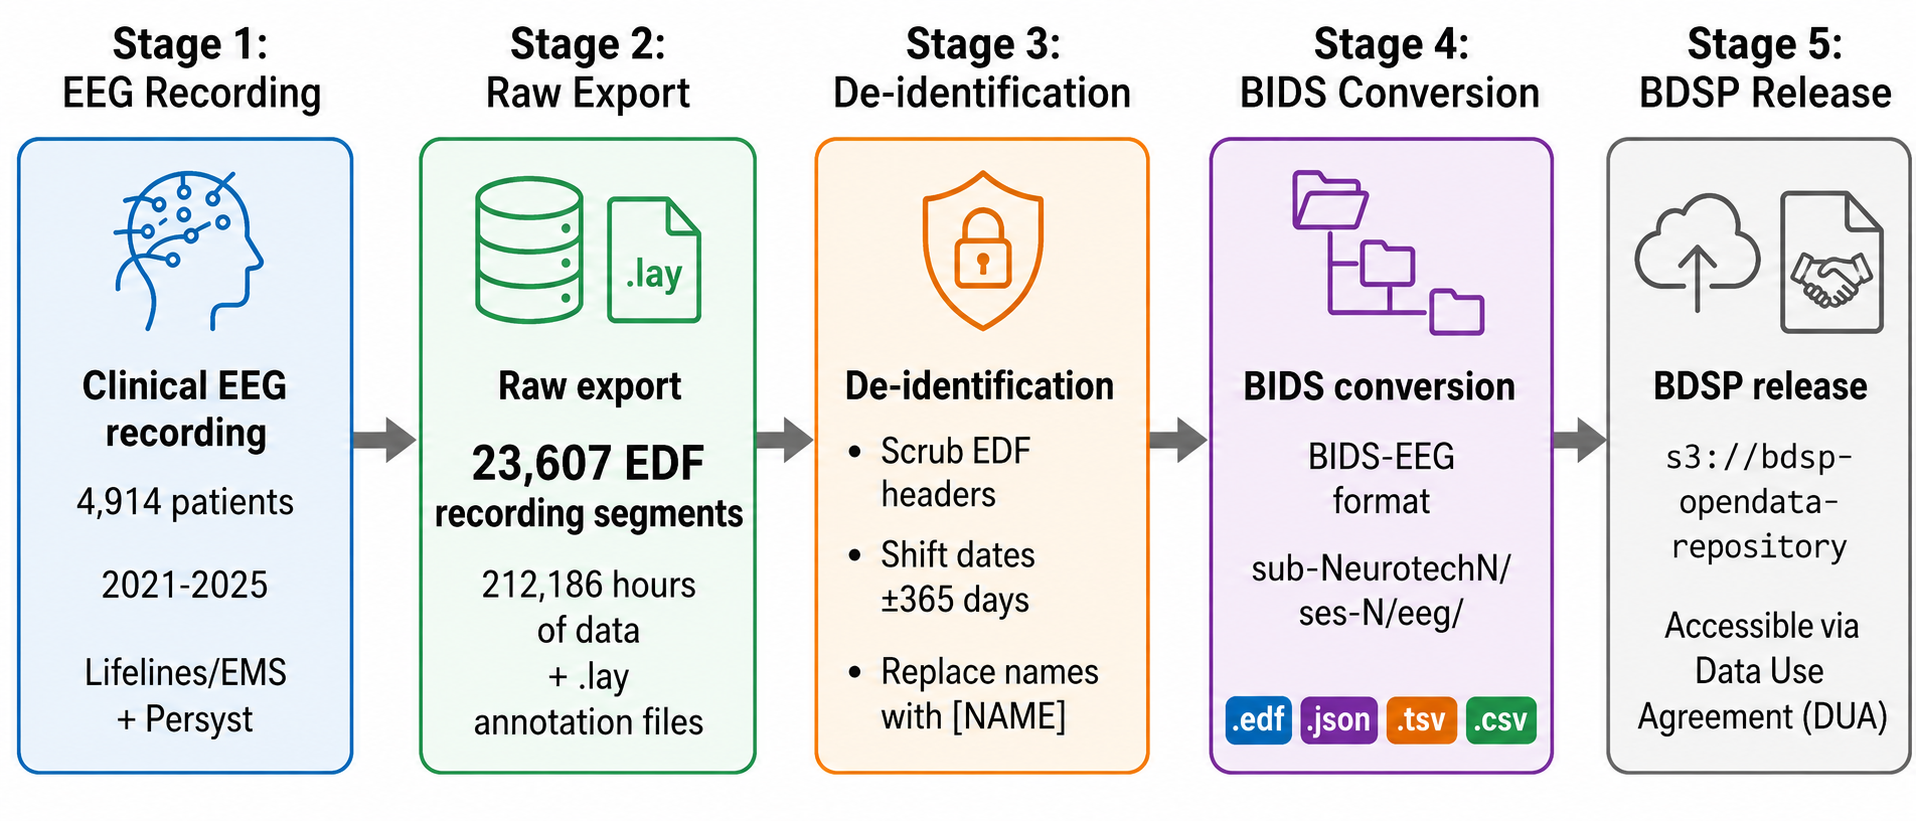 Stage 1:
EEG Recording
Clinical EEG
recording
4,914 patients
2021-2025
Lifelines/EMS
+ Persyst
Stage 2:
Raw Export
.lay
Raw export
23,607 EDF
recording segments
212,186 hours
of data
+ .lay
annotation files
Stage 3:
De-identification
De-identification
• Scrub EDF
headers
• Shift dates
±365 days
• Replace names
with [NAME]
Stage 4:
BIDS Conversion
BIDS conversion
BIDS-EEG
format
sub-NeurotechN/
ses-N/eeg/
.edf .json .tsv .csv
Stage 5:
BDSP Release
BDSP release
s3://bdsp-
opendata-
repository
Accessible via
Data Use
Agreement (DUA)